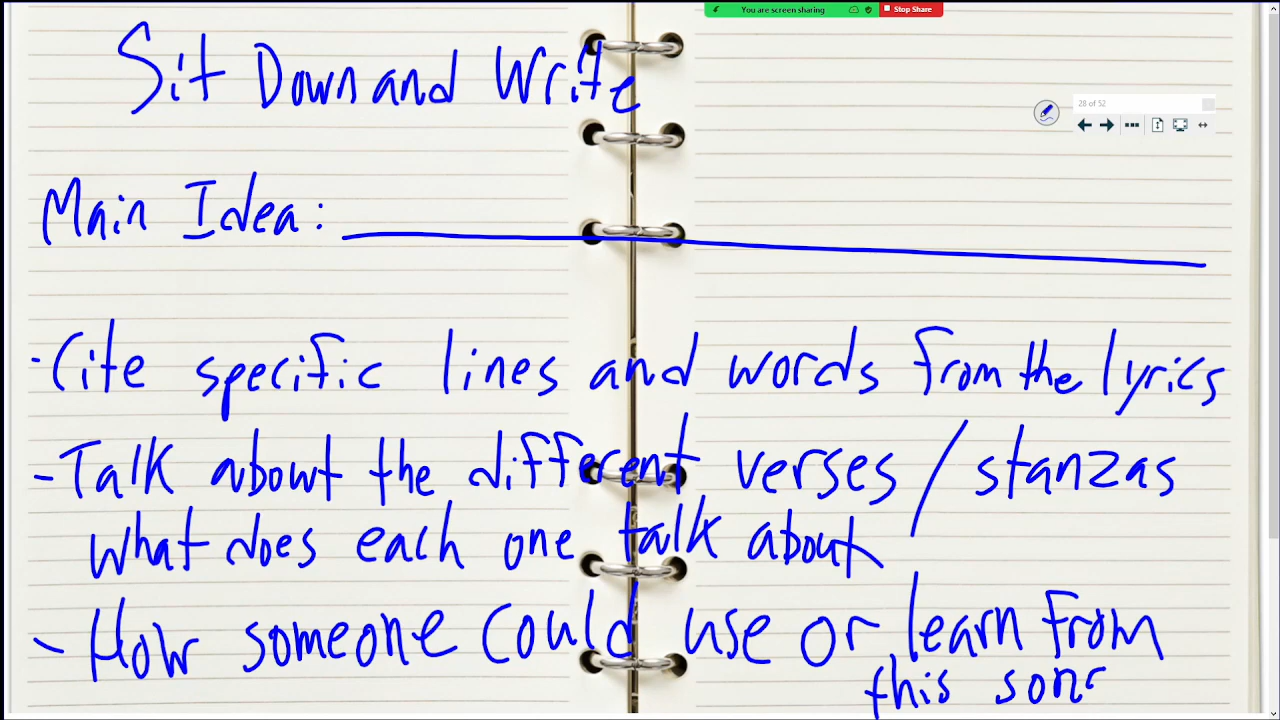 You are screen sharing Stop Share
Sit Down and Write
28 of 52
Main Idea:
- Cite specific lines and words from the lyrics
- Talk about the different verses / stanzas
what does each one talk about
- How someone could use or learn from
this song